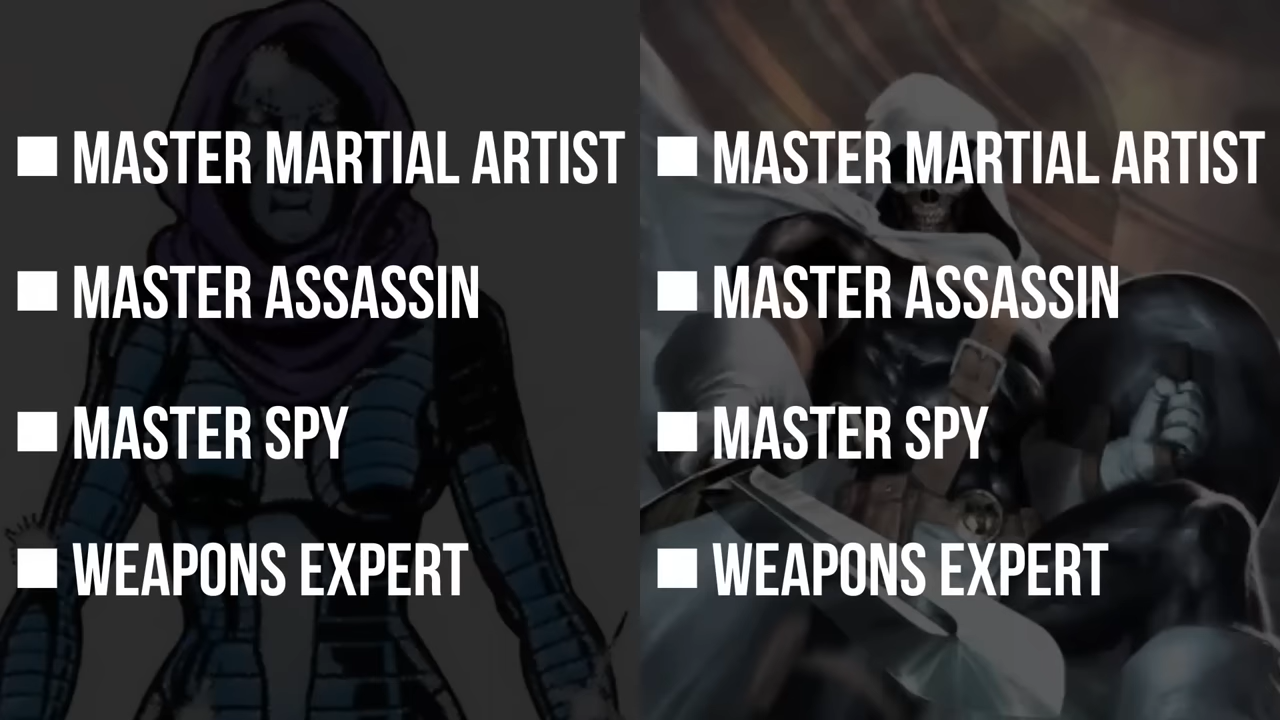 ■ MASTER MARTIAL ARTIST
■ MASTER ASSASSIN
■ MASTER SPY
■ WEAPONS EXPERT
■ MASTER MARTIAL ARTIST
■ MASTER ASSASSIN
■ MASTER SPY
■ WEAPONS EXPERT